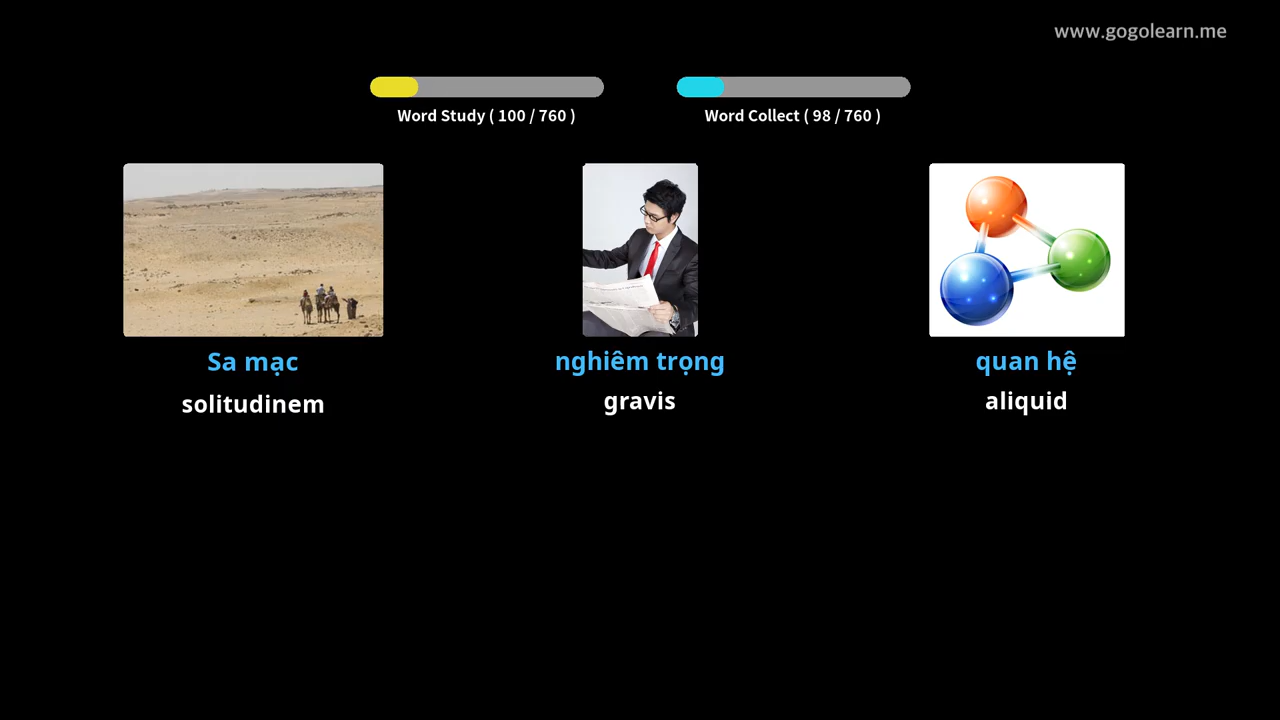 www.gogolearn.me
Word Study ( 100 / 760 )
Word Collect ( 98 / 760 )
Sa mạc
solitudinem
nghiêm trọng
gravis
quan hệ
aliquid